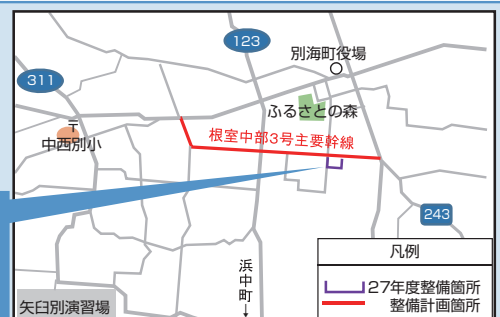 123
別海町役場
311
ふるさとの森
〒
中西別小
根室中部3号主要幹線
243
凡例
浜中町
↓
27年度整備箇所
整備計画箇所
矢臼別演習場